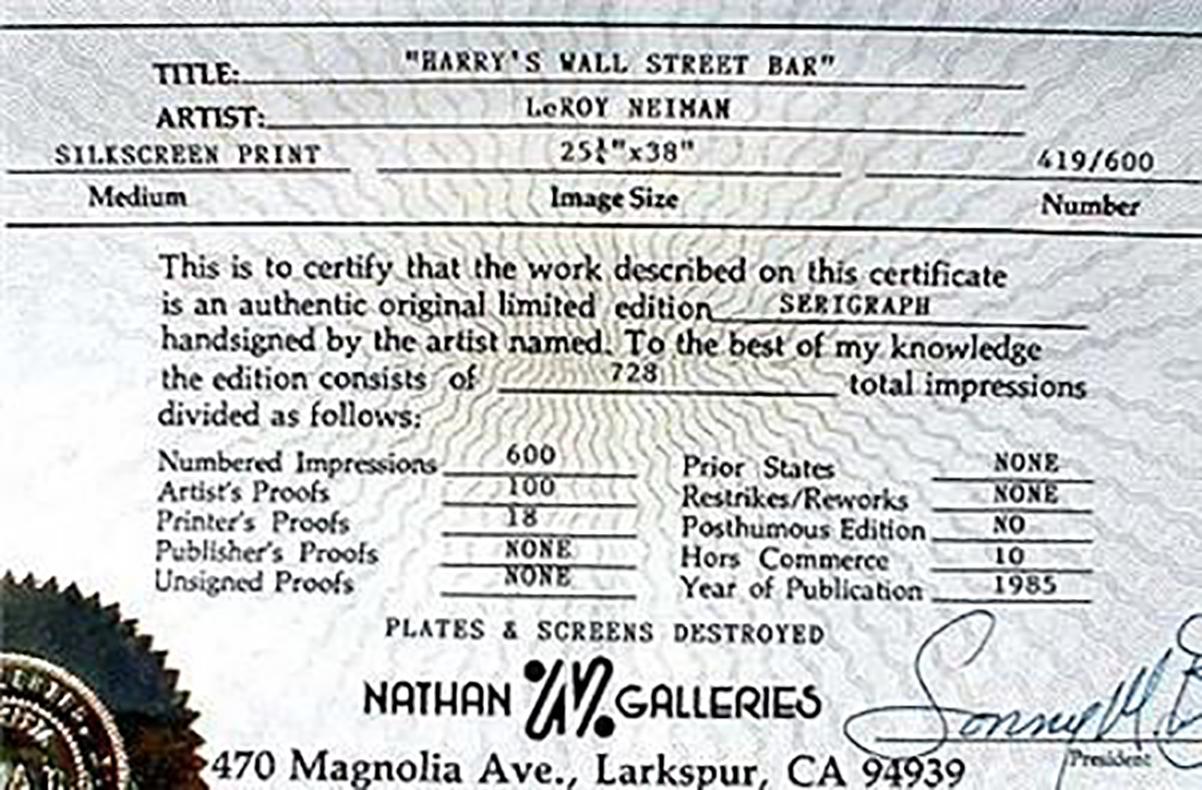 TITLE: "HARRY'S WALL STREET BAR"
ARTIST: LeROY NEIMAN
SILKSCREEN PRINT 25¼"x38" 419/600
Medium Image Size Number
This is to certify that the work described on this certificate
is an authentic original limited edition SERIGRAPH
handsigned by the artist named. To the best of my knowledge
the edition consists of 728 total impressions
divided as follows:
Numbered Impressions 600 Prior States NONE
Artist's Proofs 100 Restrikes/Reworks NONE
Printer's Proofs 18 Posthumous Edition NO
Publisher's Proofs NONE Hors Commerce 10
Unsigned Proofs NONE Year of Publication 1985
PLATES & SCREENS DESTROYED
NATHAN GALLERIES
Sonny M.
470 Magnolia Ave., Larkspur, CA 94939
President